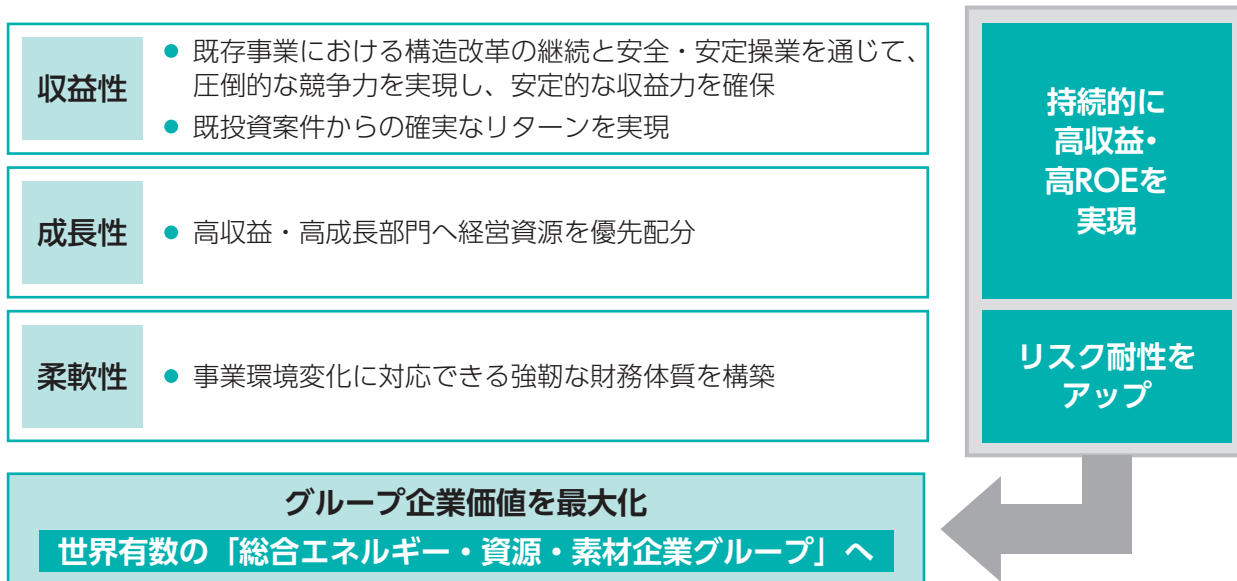 収益性
● 既存事業における構造改革の継続と安全・安定操業を通じて、
圧倒的な競争力を実現し、安定的な収益力を確保
● 既投資案件からの確実なリターンを実現
成長性
● 高収益・高成長部門へ経営資源を優先配分
柔軟性
● 事業環境変化に対応できる強靭な財務体質を構築
持続的に
高収益・
高ROEを
実現
リスク耐性を
アップ
グループ企業価値を最大化
世界有数の「総合エネルギー・資源・素材企業グループ」へ